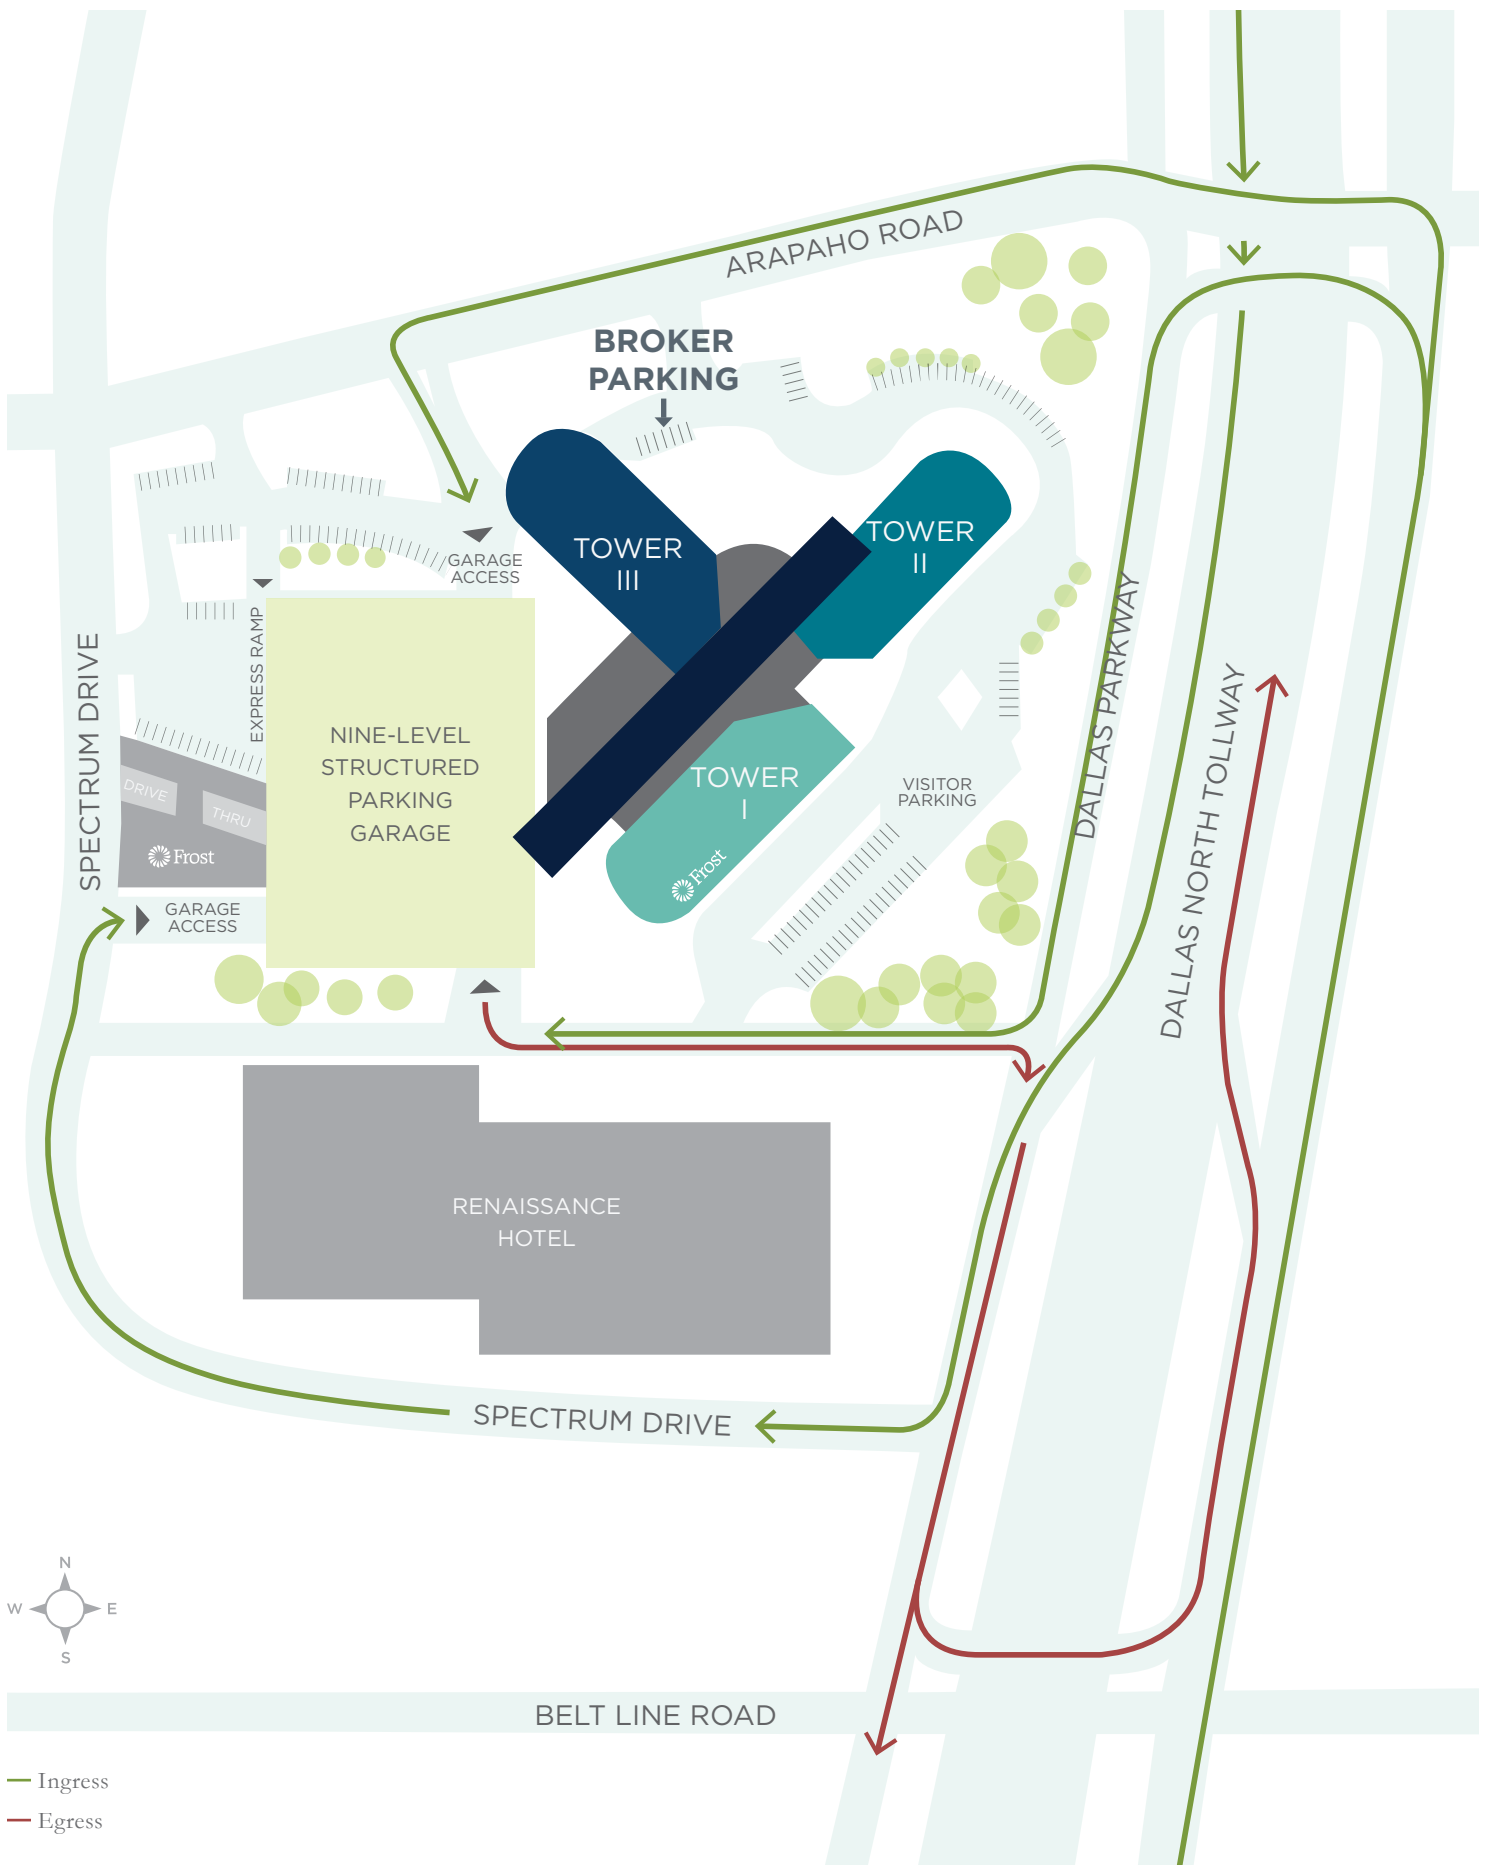 ARAPAHO ROAD
BROKER
PARKING
TOWER
III
TOWER
II
GARAGE
ACCESS
EXPRESS RAMP
SPECTRUM DRIVE
NINE-LEVEL
STRUCTURED
PARKING
GARAGE
TOWER
I
Frost
VISITOR
PARKING
DALLAS PARKWAY
DALLAS NORTH TOLLWAY
DRIVE
THRU
Frost
GARAGE
ACCESS
RENAISSANCE
HOTEL
SPECTRUM DRIVE
N
W
E
S
BELT LINE ROAD
Ingress
Egress